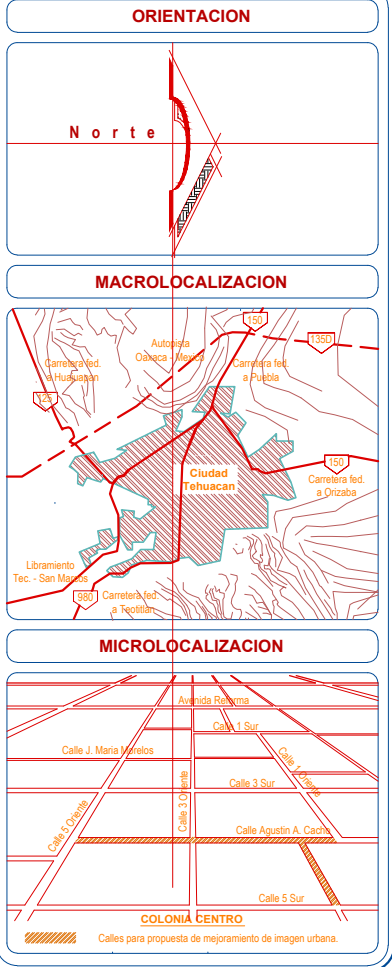 ORIENTACION
Norte
MACROLOCALIZACION
150
135D
Autopista
Oaxaca - Mexico
Carretera fed.
a Huajuapan
Carretera fed.
a Puebla
125
150
Ciudad
Tehuacan
Carretera fed.
a Orizaba
Libramiento
Tec. - San Marcos
980
Carretera fed.
a Teotitlán
MICROLOCALIZACION
Avenida Reforma
Calle 1 Sur
Calle J. Maria Morelos
Calle 1 Oriente
Calle 3 Sur
Calle 3 Oriente
Calle 5 Oriente
Calle Agustin A. Cacho
Calle 5 Sur
COLONIA CENTRO
Calles para propuesta de mejoramiento de imagen urbana.